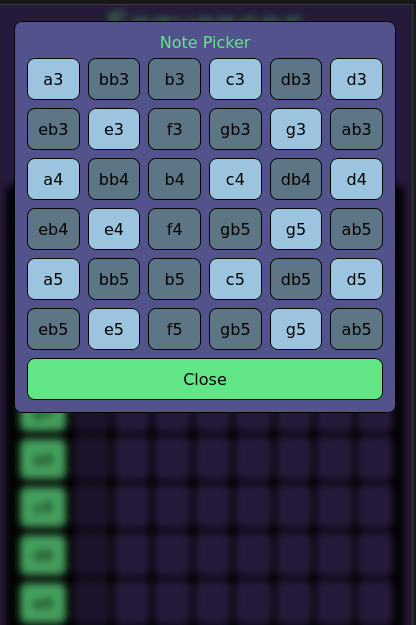 Note Picker
a3 bb3 b3 c3 db3 d3
eb3 e3 f3 gb3 g3 ab3
a4 bb4 b4 c4 db4 d4
eb4 e4 f4 gb5 g5 ab5
a5 bb5 b5 c5 db5 d5
eb5 e5 f5 gb5 g5 ab5
Close